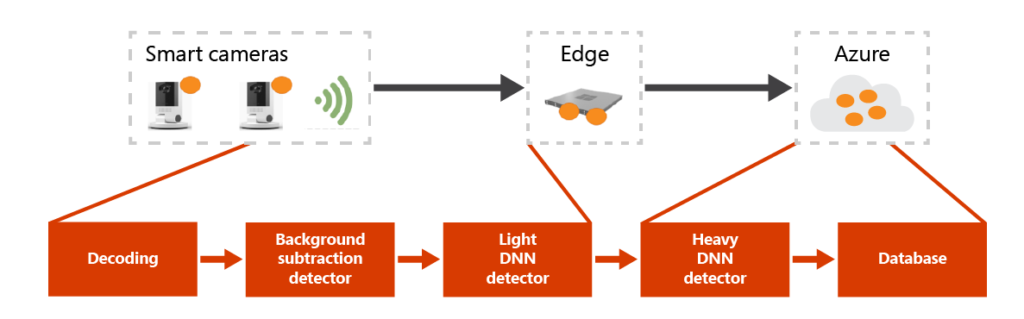 Smart cameras
Edge
Azure
Decoding
Background
subtraction
detector
Light
DNN
detector
Heavy
DNN
detector
Database